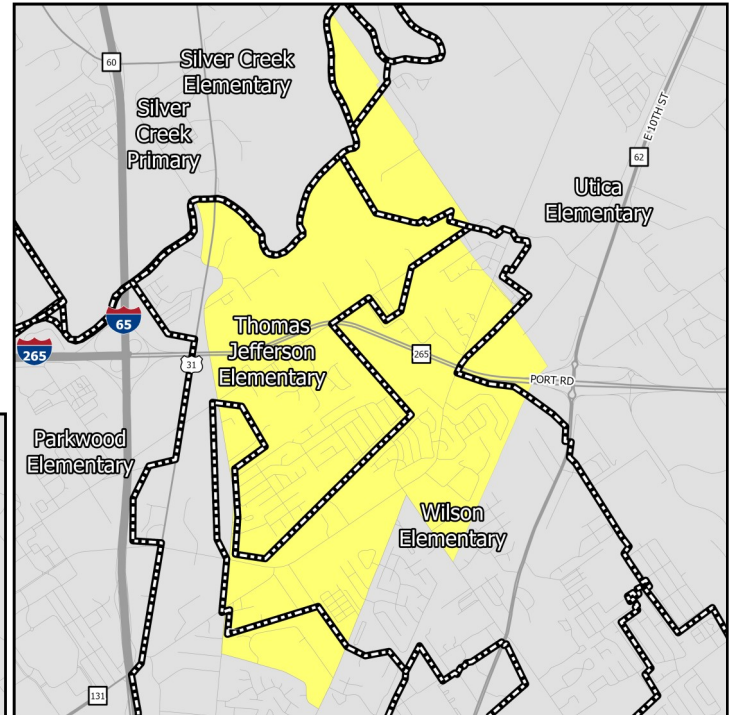 60
Silver Creek
Elementary
Silver
Creek
Primary
E 10TH ST
62
Utica
Elementary
65
265
31
Thomas
Jefferson
Elementary
265
PORT RD
Parkwood
Elementary
Wilson
Elementary
131